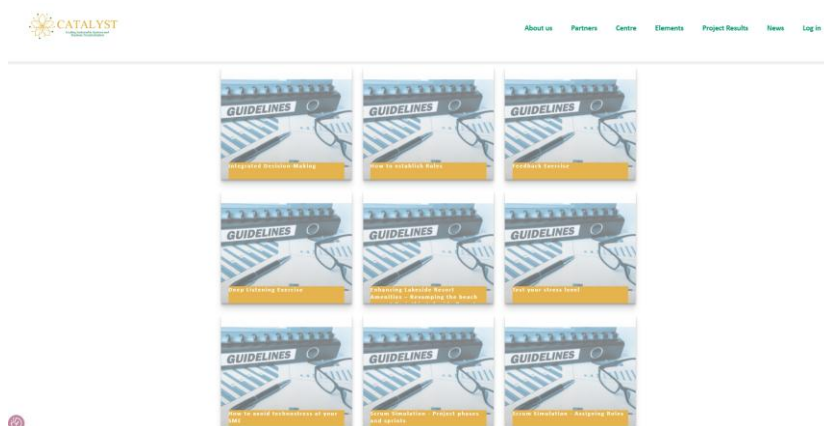 CATALYST
About us
Partners
Centre
Elements
Project Results
News
Log in
GUIDELINES
Integrated Decision-Making
GUIDELINES
How to establish Roles
GUIDELINES
Feedback Exercise
GUIDELINES
Deep Listening Exercise
GUIDELINES
Enhancing Lakeside Resort
Amenities – Revamping the beach
GUIDELINES
Test your stress level
GUIDELINES
How to avoid technostress at your
SME
GUIDELINES
Scrum Simulation - Project phases
and sprints
GUIDELINES
Scrum Simulation - Assigning Roles